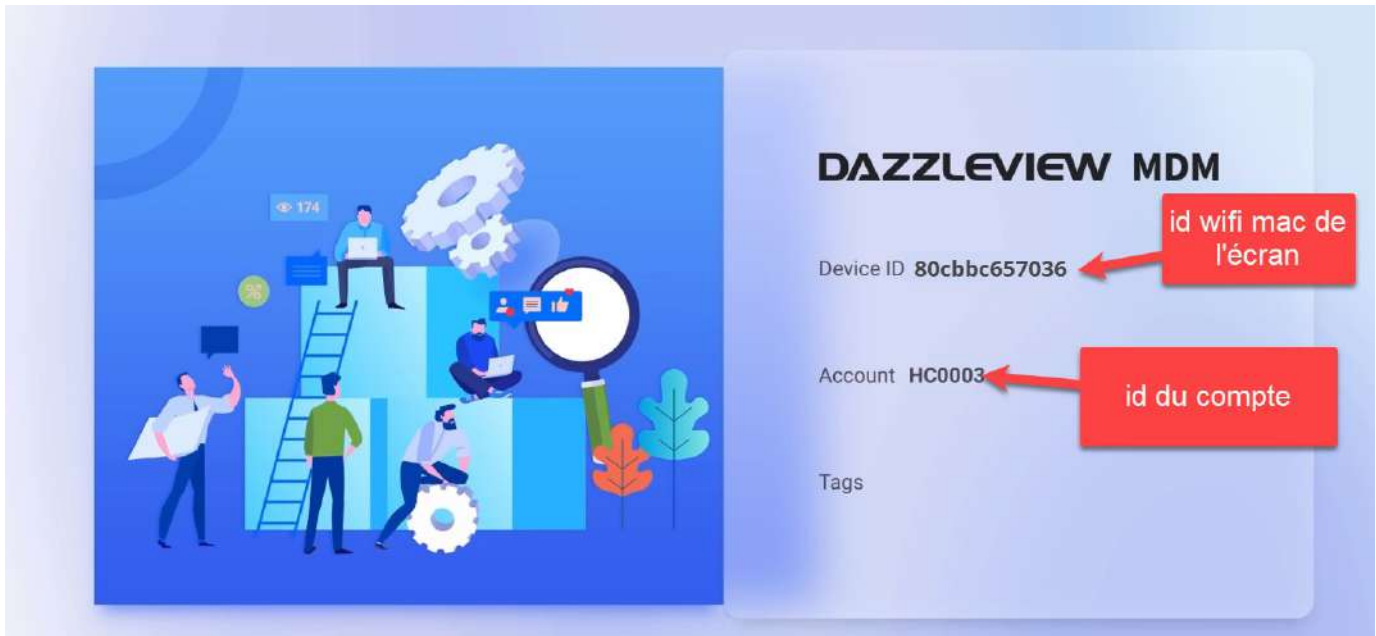 174
DAZZLEVIEW MDM
id wifi mac de
l'écran
Device ID 80cbbc657036
Account HC0003
id du compte
Tags